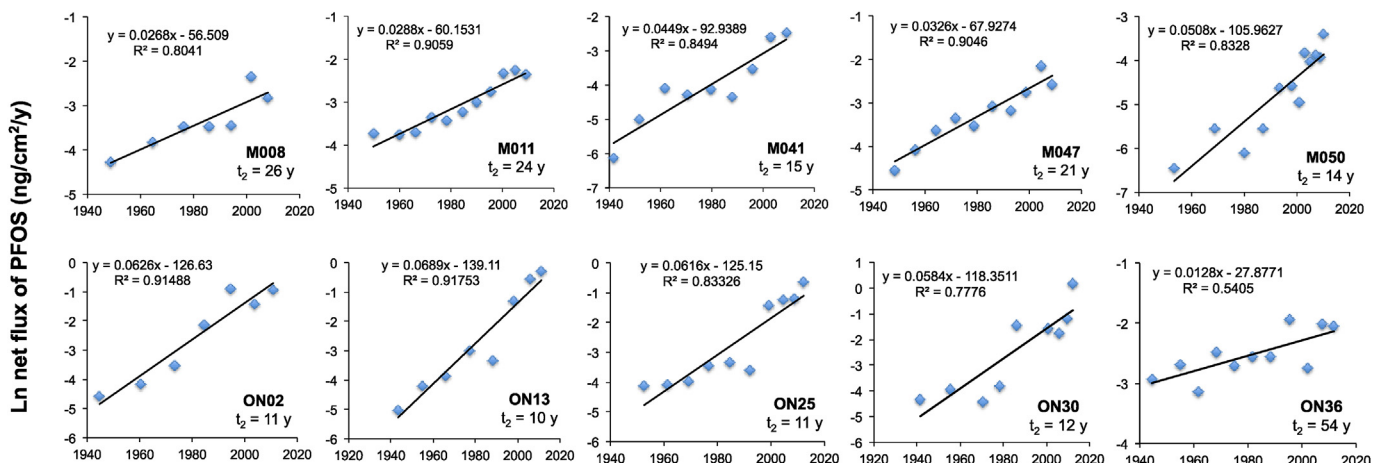 Ln net flux of PFOS (ng/cm²/y)
y = 0.0268x - 56.509
R² = 0.8041
-1
-2
-3
-4
-5
M008
t₂ = 26 y
1940 1960 1980 2000 2020
y = 0.0288x - 60.1531
R² = 0.9059
-1
-2
-3
-4
-5
M011
t₂ = 24 y
1940 1960 1980 2000 2020
y = 0.0449x - 92.9389
R² = 0.8494
-2
-3
-4
-5
-6
-7
M041
t₂ = 15 y
1940 1960 1980 2000 2020
y = 0.0326x - 67.9274
R² = 0.9046
-1
-2
-3
-4
-5
M047
t₂ = 21 y
1940 1960 1980 2000 2020
y = 0.0508x - 105.9627
R² = 0.8328
-3
-4
-5
-6
-7
M050
t₂ = 14 y
1940 1960 1980 2000 2020
y = 0.0626x - 126.63
R² = 0.91488
0
-1
-2
-3
-4
-5
-6
ON02
t₂ = 11 y
1940 1960 1980 2000 2020
y = 0.0689x - 139.11
R² = 0.91753
0
-1
-2
-3
-4
-5
-6
ON13
t₂ = 10 y
1920 1940 1960 1980 2000 2020
y = 0.0616x - 125.15
R² = 0.83326
0
-1
-2
-3
-4
-5
-6
ON25
t₂ = 11 y
1940 1960 1980 2000 2020
y = 0.0584x - 118.3511
R² = 0.7776
1
0
-1
-2
-3
-4
-5
-6
ON30
t₂ = 12 y
1920 1940 1960 1980 2000 2020
y = 0.0128x - 27.8771
R² = 0.5405
-1
-2
-3
-4
ON36
t₂ = 54 y
1940 1960 1980 2000 2020